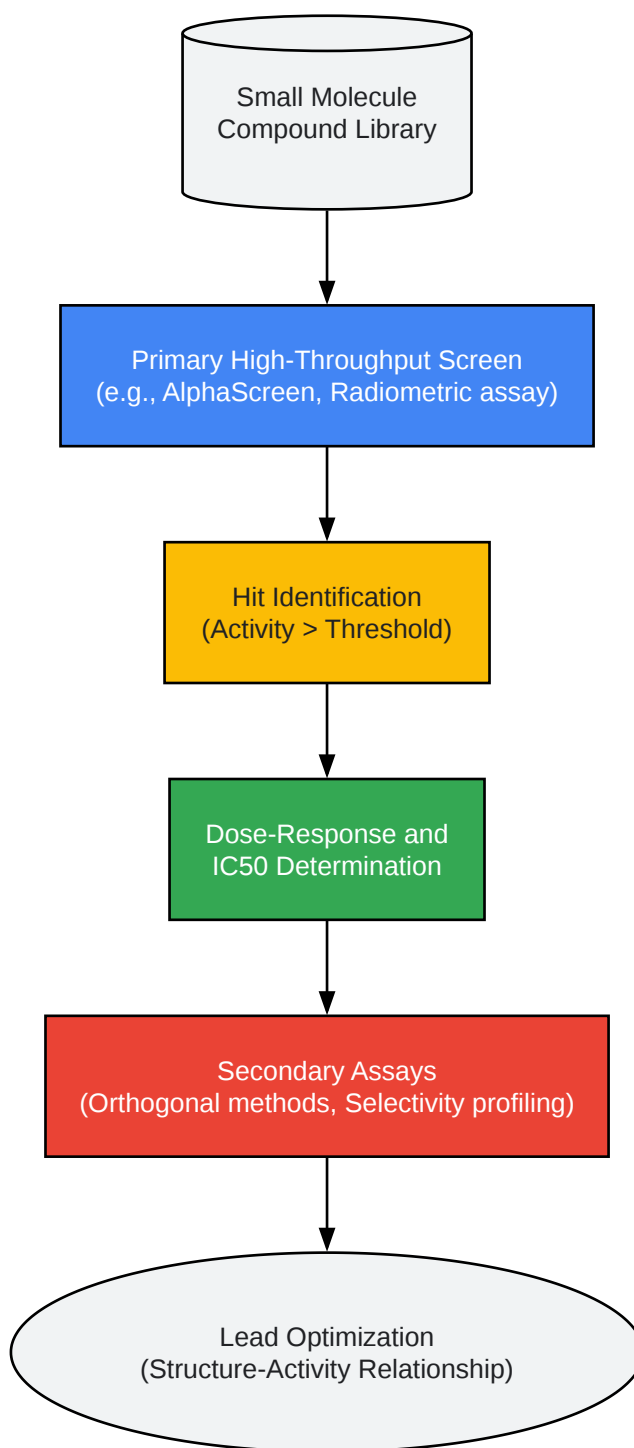 Small Molecule
Compound Library
Primary High-Throughput Screen
(e.g., AlphaScreen, Radiometric assay)
Hit Identification
(Activity > Threshold)
Dose-Response and
IC50 Determination
Secondary Assays
(Orthogonal methods, Selectivity profiling)
Lead Optimization
(Structure-Activity Relationship)